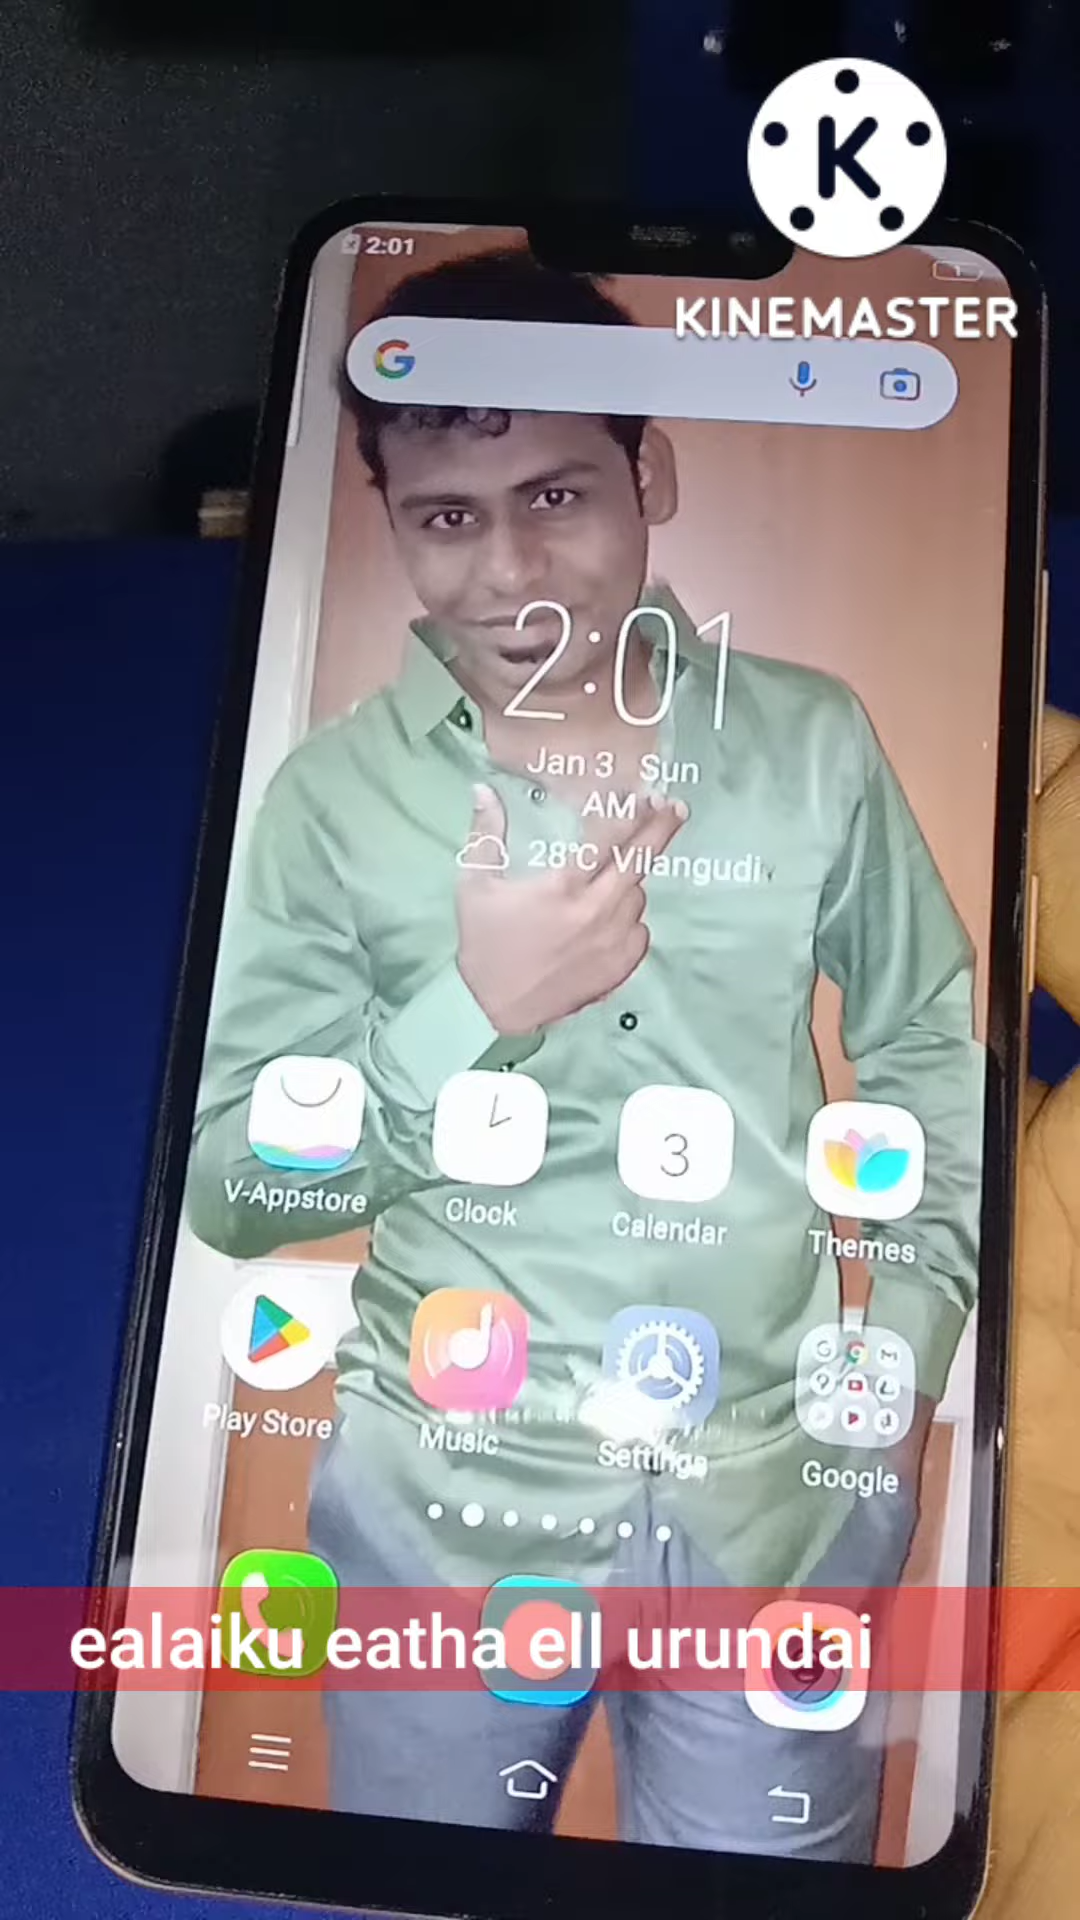 K
KINEMASTER
2:01
2:01
Jan 3 Sun
AM
28°C Vilangudi
3
V-Appstore
Clock
Calendar
Themes
Play Store
Music
Settings
Google
ealaiku eatha ell urundai